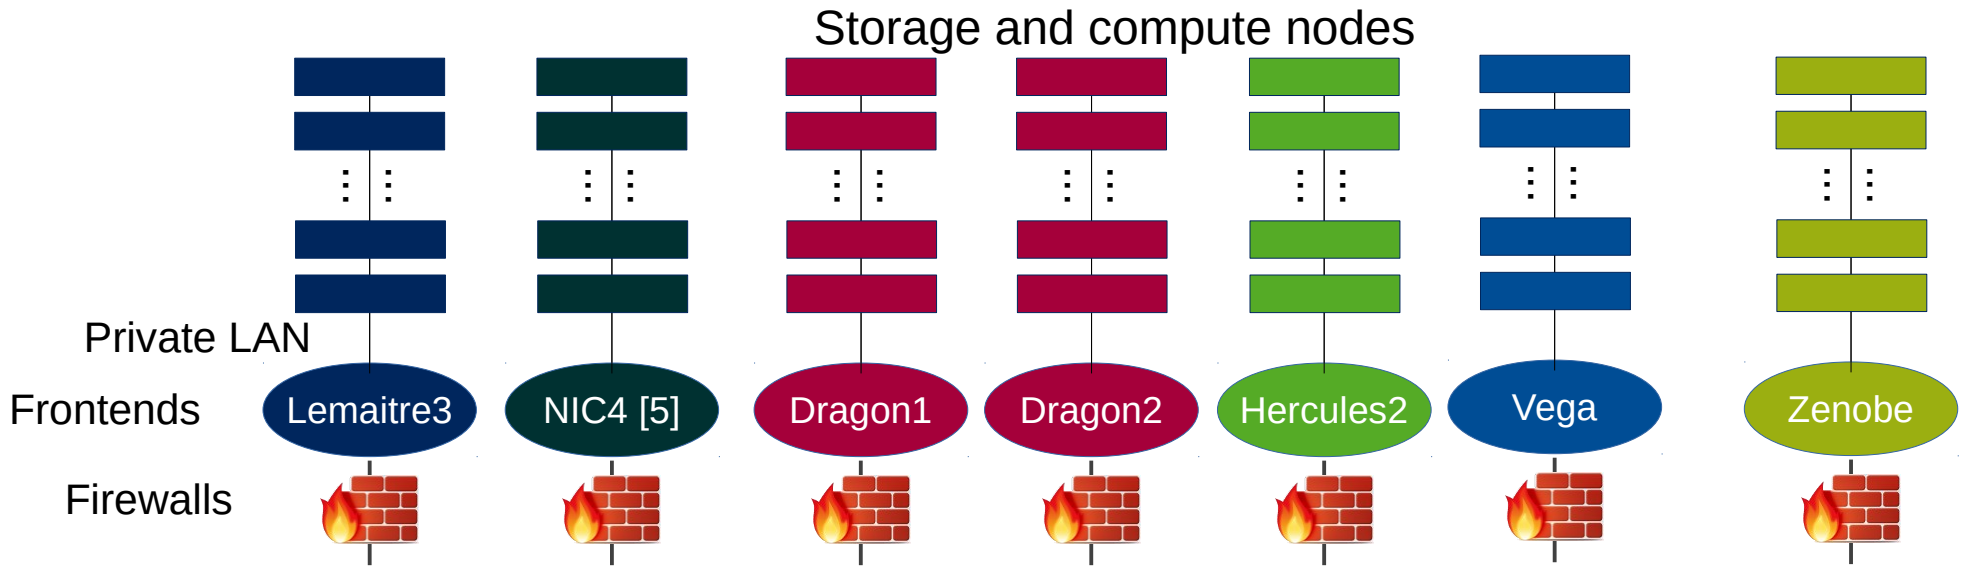 Storage and compute nodes
Private LAN
Frontends
Lemaitre3
NIC4 [5]
Dragon1
Dragon2
Hercules2
Vega
Zenobe
Firewalls